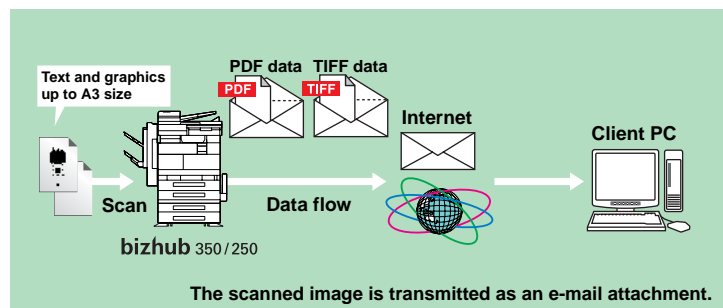 Text and graphics
up to A3 size
PDF data
TIFF data
PDF
TIFF
Internet
Client PC
Scan
Data flow
bizhub 350/250
The scanned image is transmitted as an e-mail attachment.